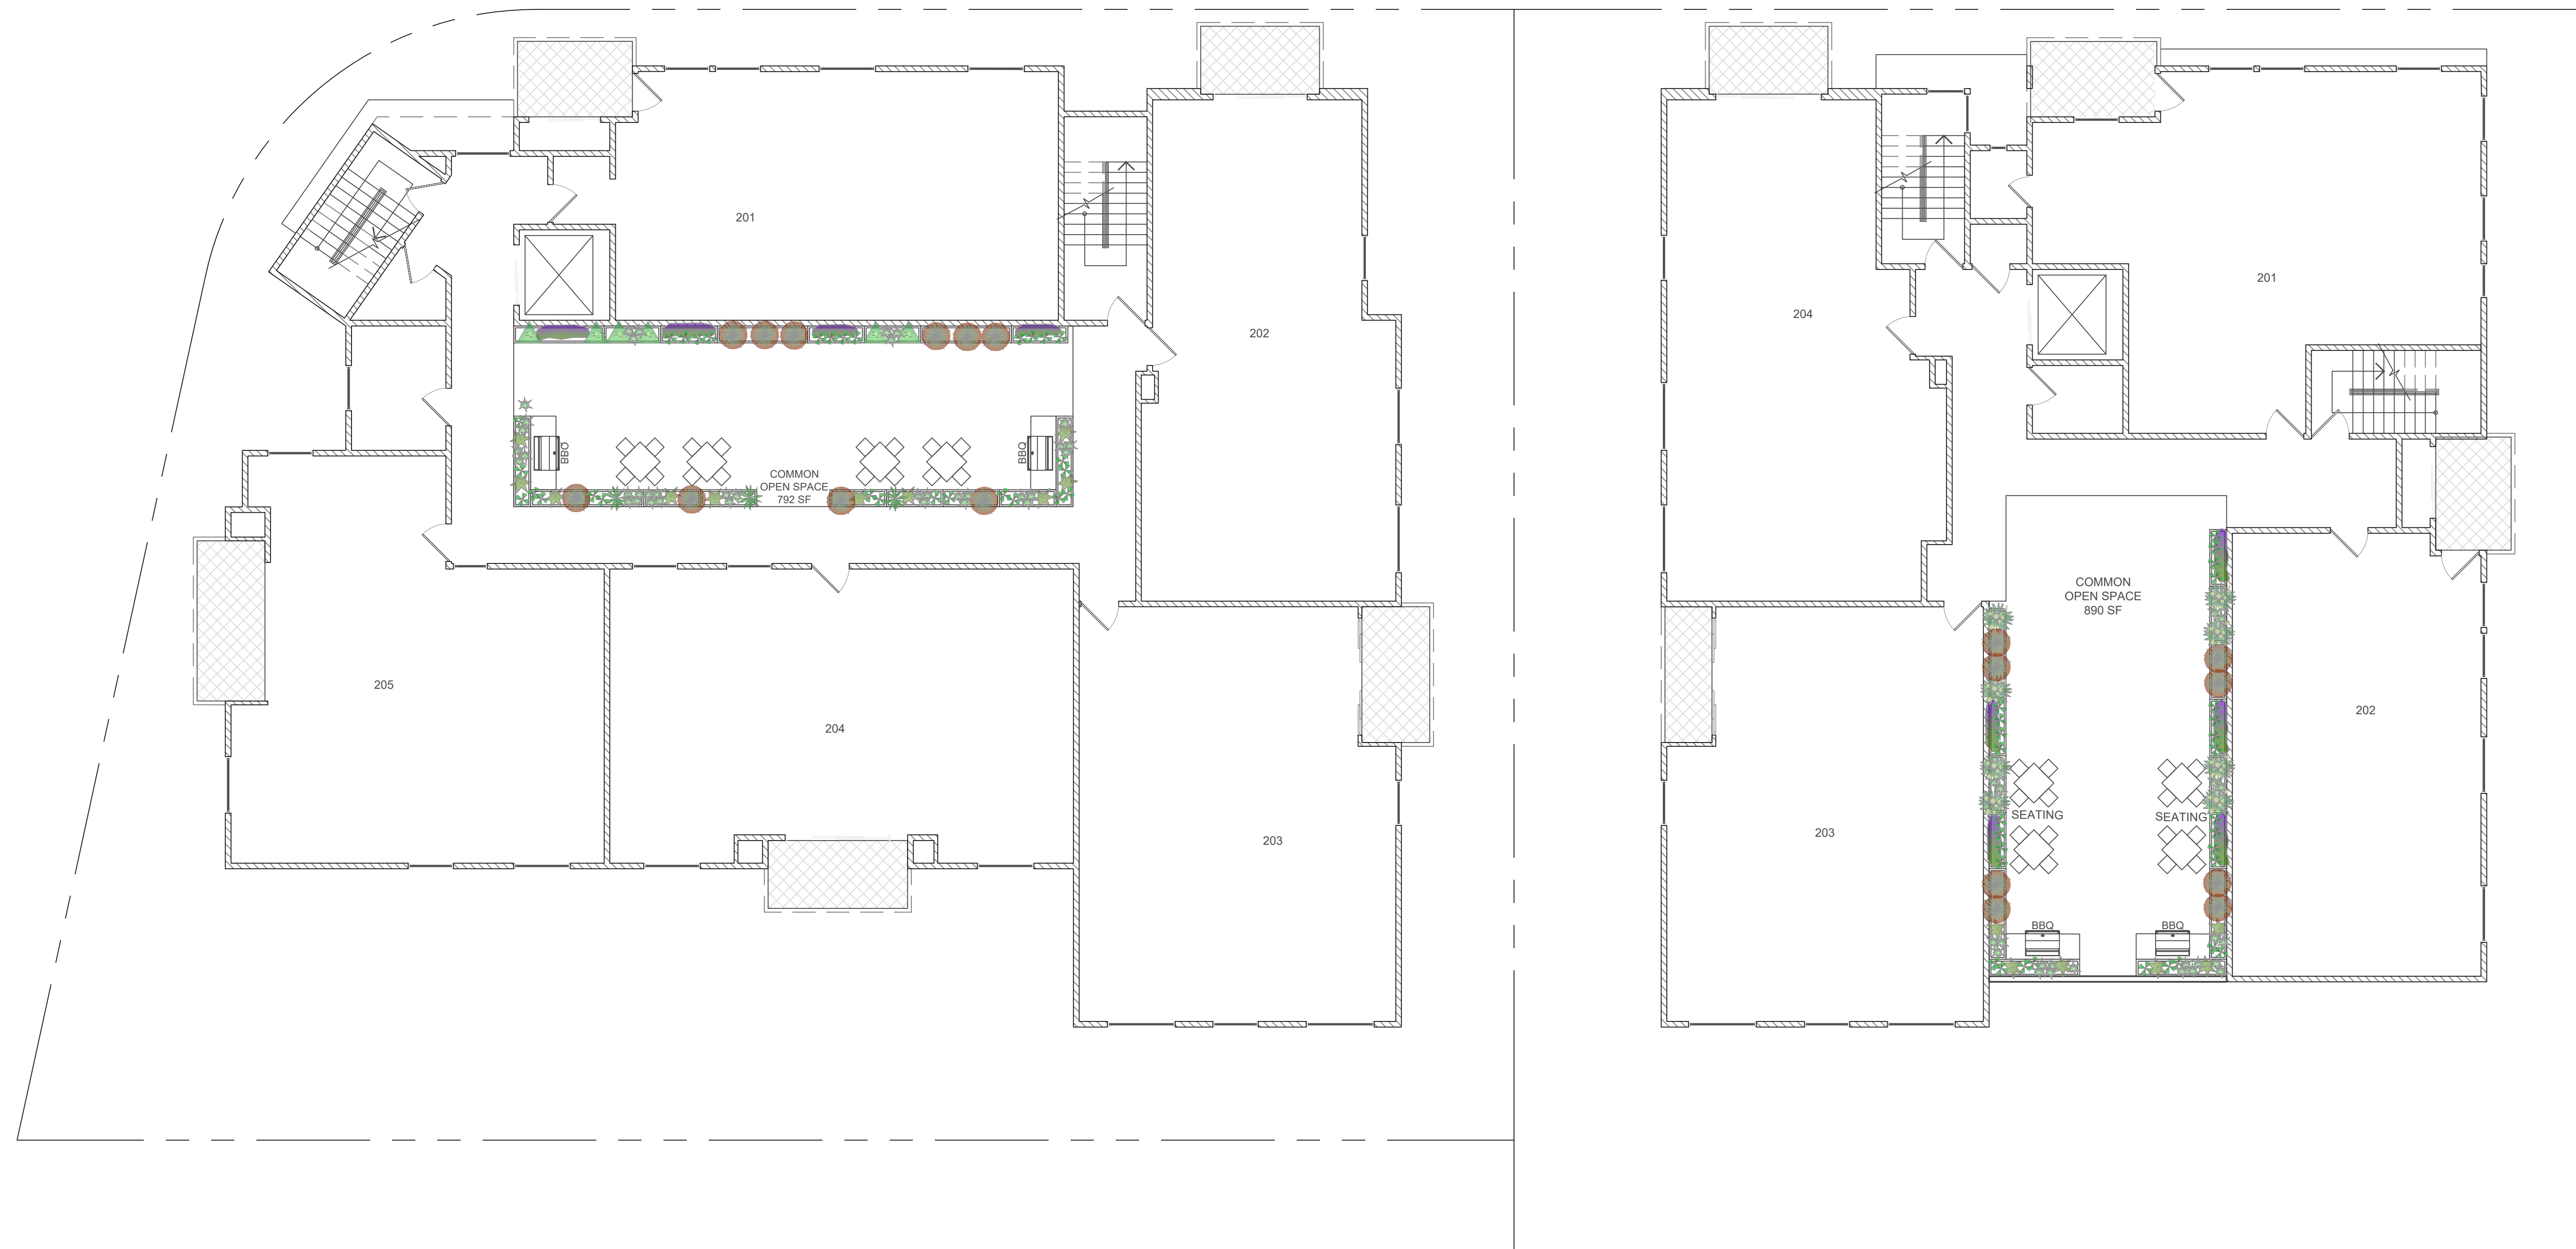 201
202
BBQ
BBQ
COMMON
OPEN SPACE
792 SF
205
204
203
201
204
COMMON
OPEN SPACE
890 SF
202
SEATING
SEATING
203
BBQ
BBQ